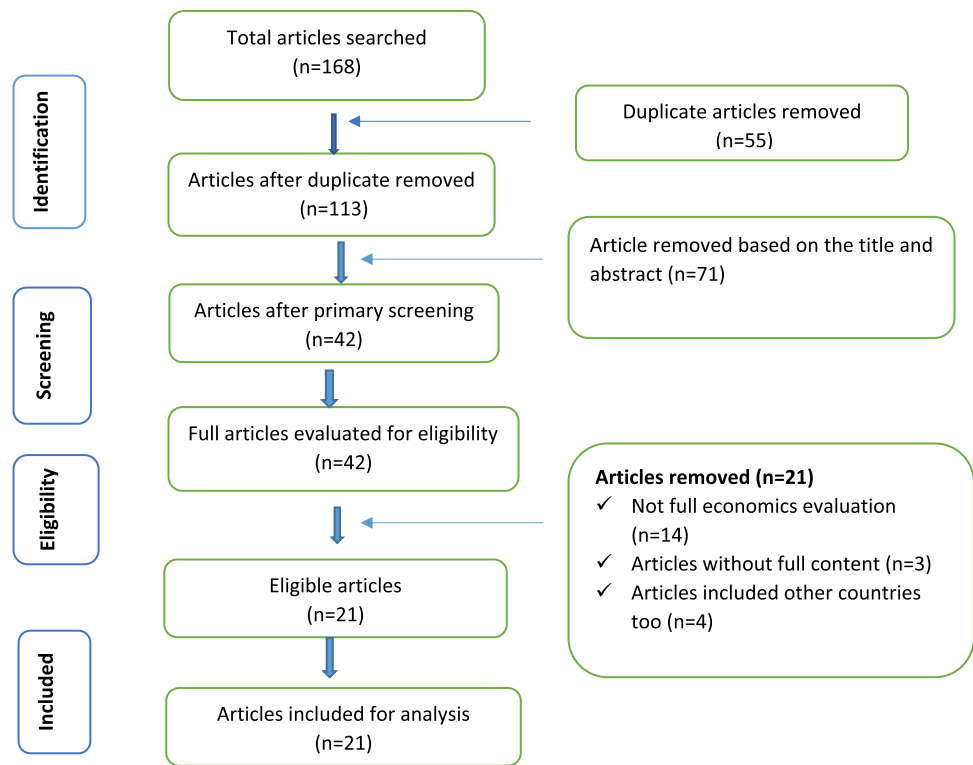 Total articles searched
(n=168)
Identification
Duplicate articles removed
(n=55)
Articles after duplicate removed
(n=113)
Article removed based on the title and
abstract (n=71)
Screening
Articles after primary screening
(n=42)
Full articles evaluated for eligibility
(n=42)
Eligibility
Articles removed (n=21)
✓ Not full economics evaluation
(n=14)
✓ Articles without full content (n=3)
✓ Articles included other countries
too (n=4)
Eligible articles
(n=21)
Included
Articles included for analysis
(n=21)